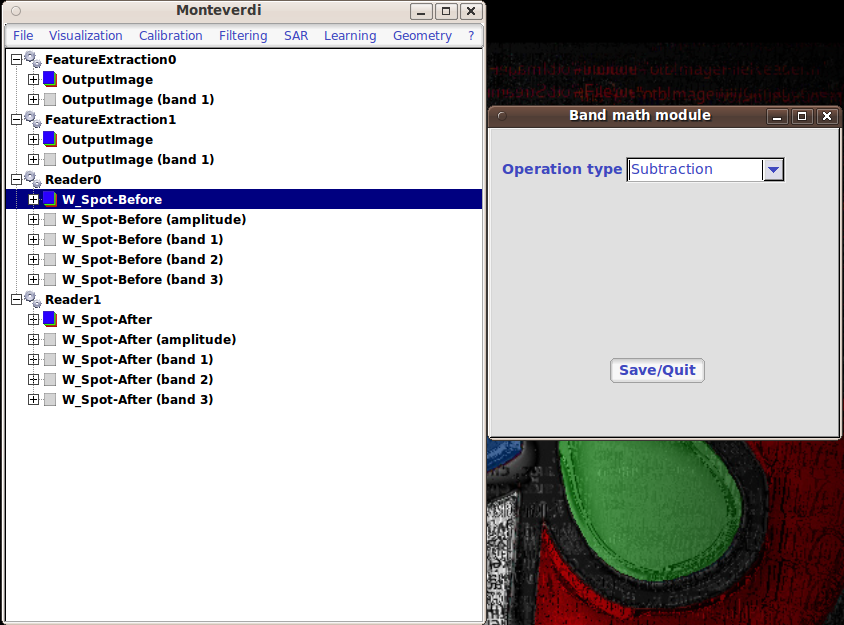 Monteverdi
File Visualization Calibration Filtering SAR Learning Geometry ?
FeatureExtraction0
OutputImage
OutputImage (band 1)
FeatureExtraction1
OutputImage
OutputImage (band 1)
Reader0
W_Spot-Before
W_Spot-Before (amplitude)
W_Spot-Before (band 1)
W_Spot-Before (band 2)
W_Spot-Before (band 3)
Reader1
W_Spot-After
W_Spot-After (amplitude)
W_Spot-After (band 1)
W_Spot-After (band 2)
W_Spot-After (band 3)
Band math module
Operation type Subtraction
Save/Quit